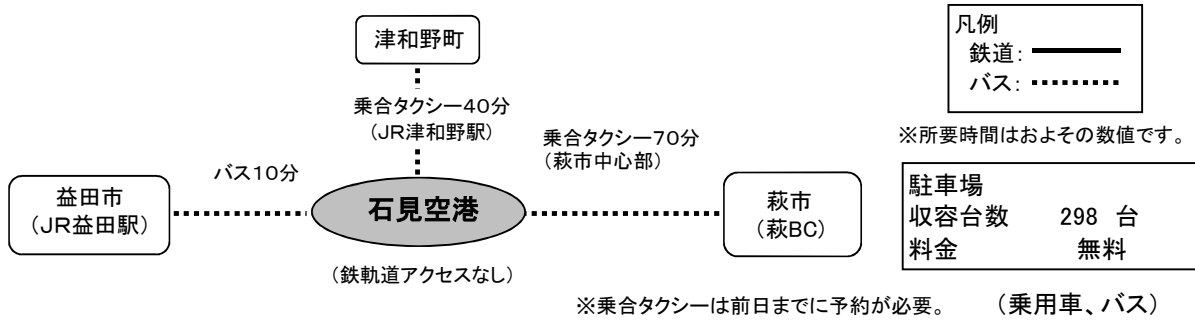 津和野町
乗合タクシー40分
（JR津和野駅）
乗合タクシー70分
（萩市中心部）
バス10分
益田市
（JR益田駅）
石見空港
萩市
（萩BC）
（鉄軌道アクセスなし）
凡例
鉄道：
バス：
※所要時間はおよその数値です。
駐車場
収容台数　298　台
料金　無料
※乗合タクシーは前日までに予約が必要。　（乗用車、バス）